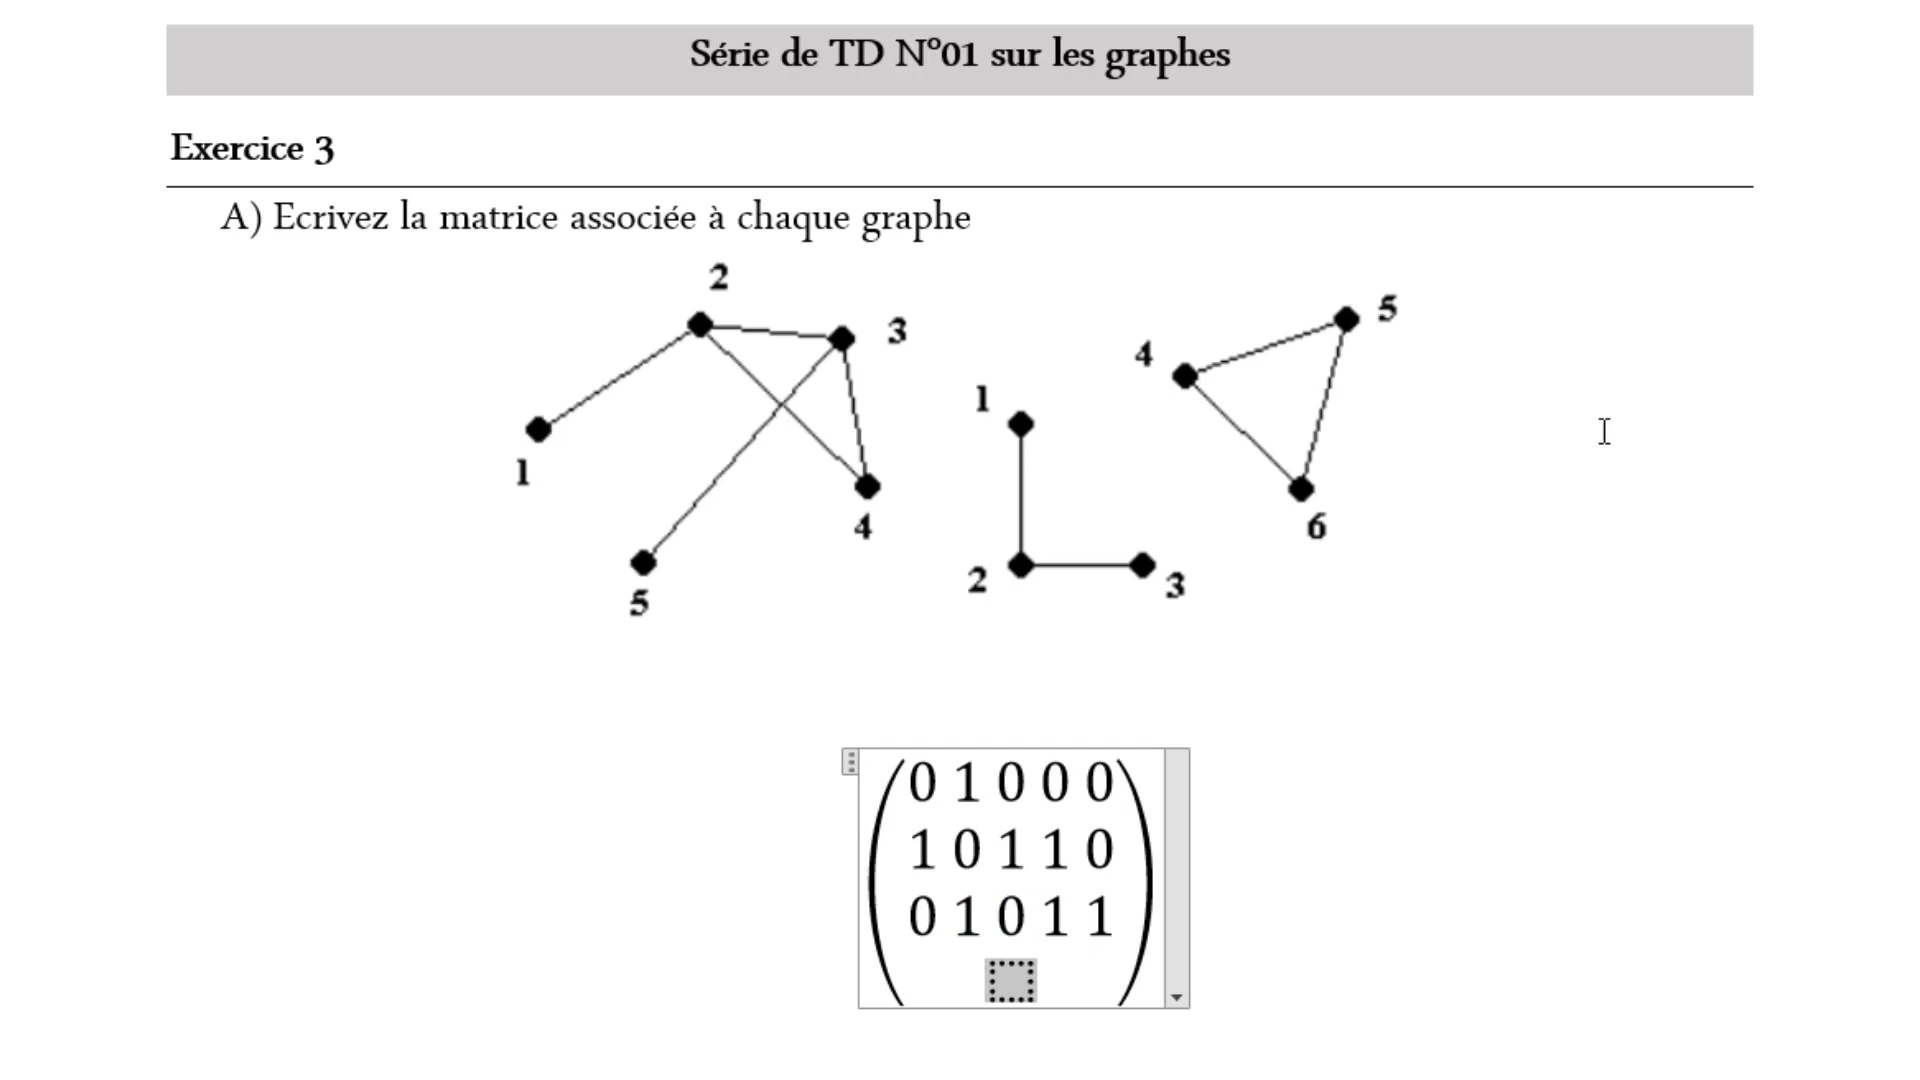 Série de TD N°01 sur les graphes
Exercice 3
A) Ecrivez la matrice associée à chaque graphe
2
3
1
4
5
1
2
3
4
5
6
0 1 0 0 0
1 0 1 1 0
0 1 0 1 1